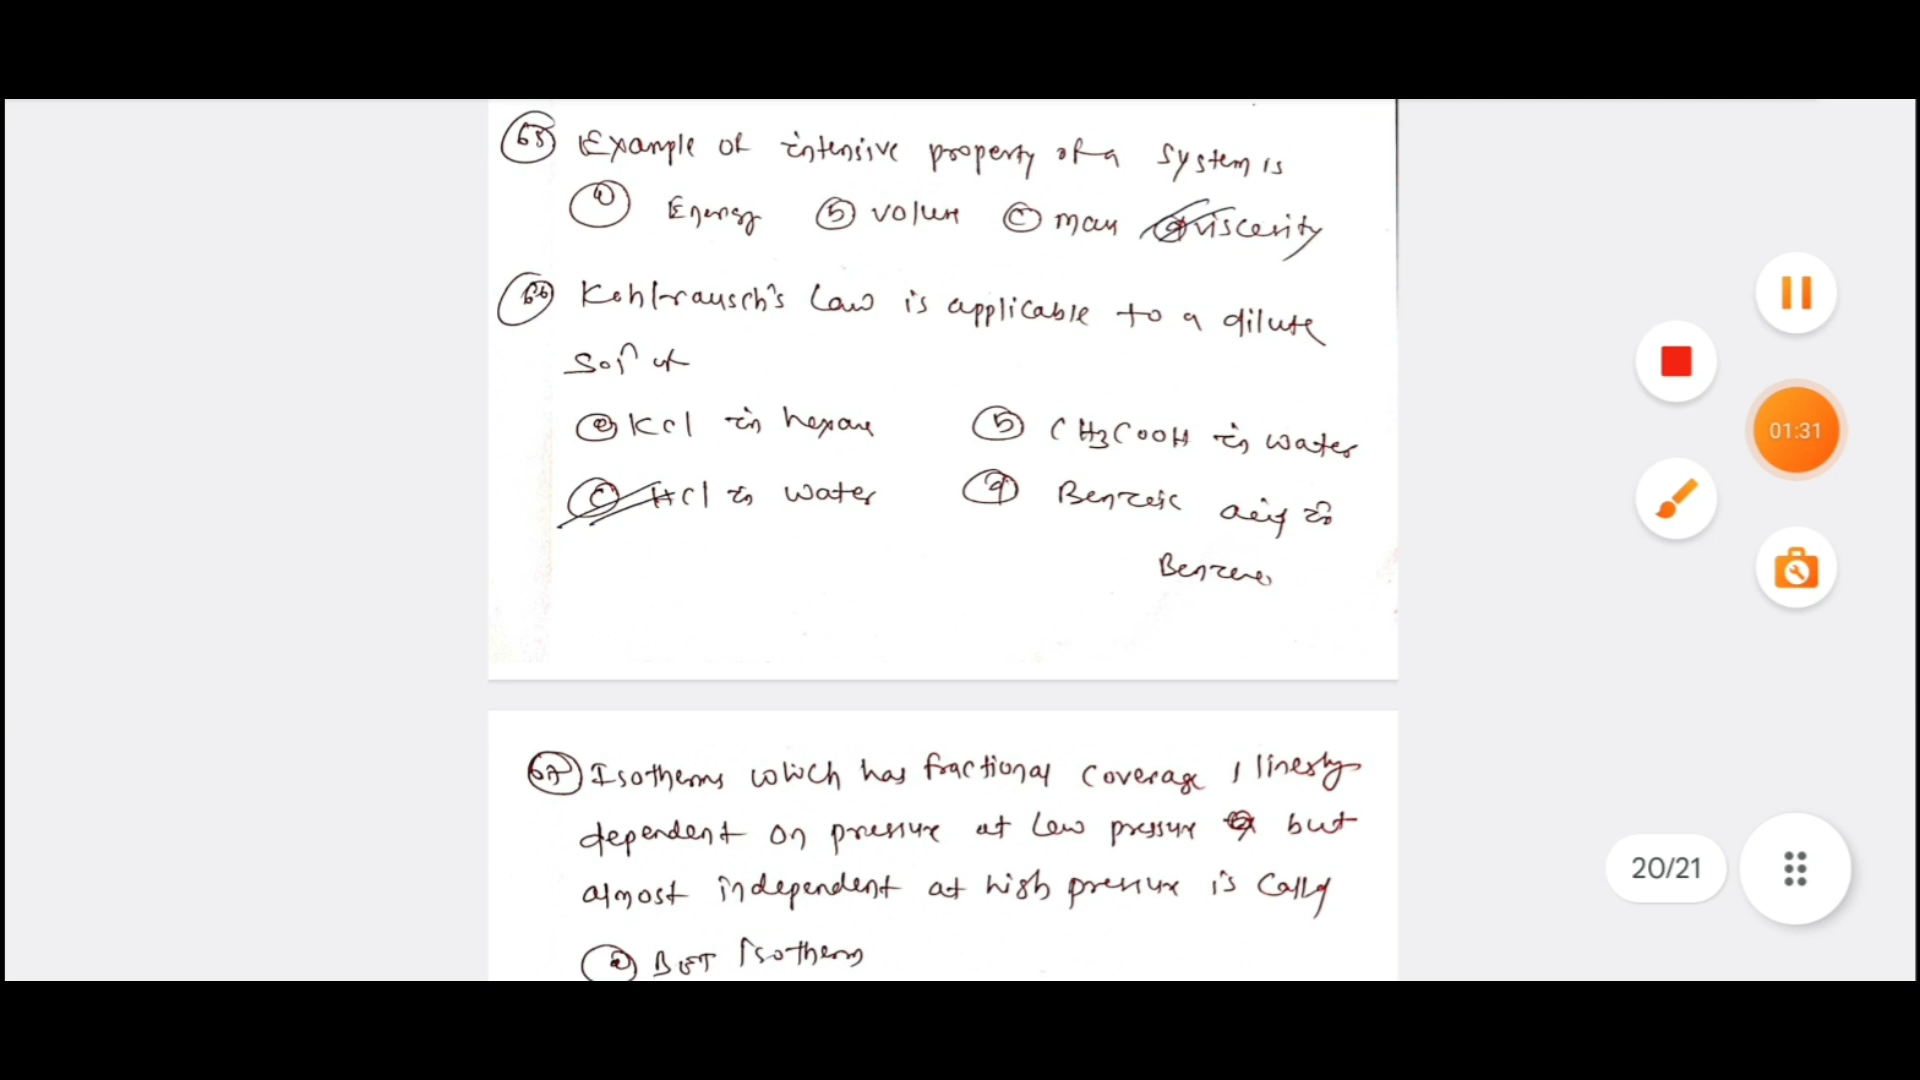 65 Example of intensive property of a system is
a Energy b volume c mass d viscosity
66 Kohlrausch's Law is applicable to a dilute
Sol^n of
a KCl in hexane b CH3COOH in water
c HCl in water d Benzoic acid in
Benzene
67 Isotherms which has fractional coverage, linearly
dependent on pressure at low pressure but
almost independent at high pressure is called
a BET Isotherm
01:31
20/21